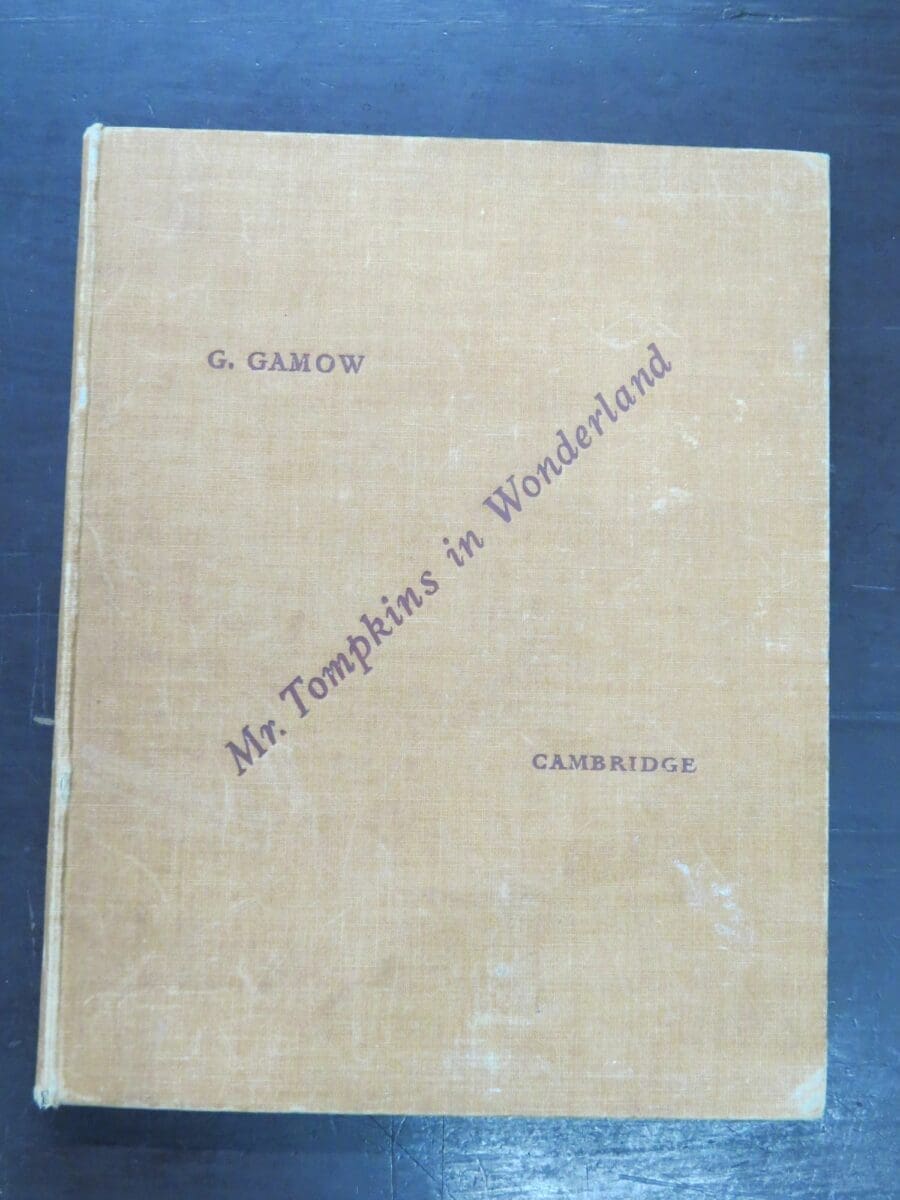 G. GAMOW
Mr. Tompkins in Wonderland
CAMBRIDGE